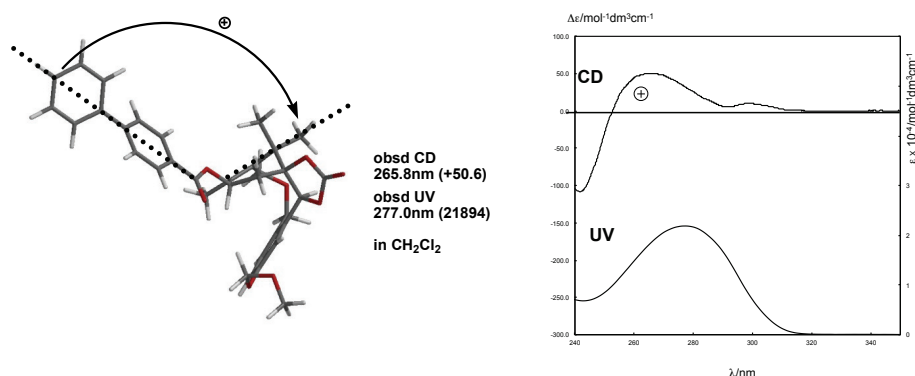 ⊕
obsd CD
265.8nm (+50.6)
obsd UV
277.0nm (21894)
in CH₂Cl₂
Δε/mol⁻¹dm³cm⁻¹
100.0
50.0
0.0
-50.0
-100.0
-150.0
-200.0
-250.0
-300.0
CD
⊕
UV
3
2
1
0
ε x 10⁻⁴/mol⁻¹dm³cm⁻¹
240
260
280
300
320
340
λ/nm